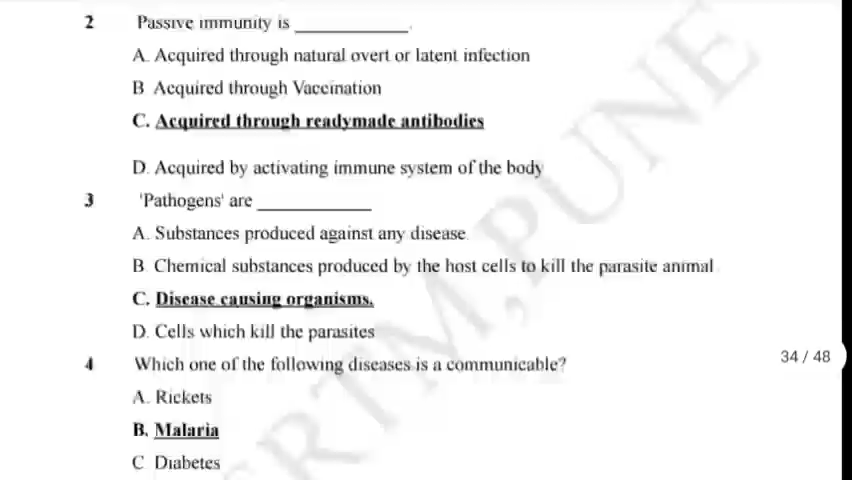 2 Passive immunity is ____________.
A. Acquired through natural overt or latent infection
B Acquired through Vaccination
C. Acquired through readymade antibodies
D. Acquired by activating immune system of the body
3 'Pathogens' are ____________
A. Substances produced against any disease.
B. Chemical substances produced by the host cells to kill the parasite animal
C. Disease causing organisms.
D. Cells which kill the parasites
34 / 48
4 Which one of the following diseases is a communicable?
A. Rickets
B. Malaria
C Diabetes
ERTM, PUNE